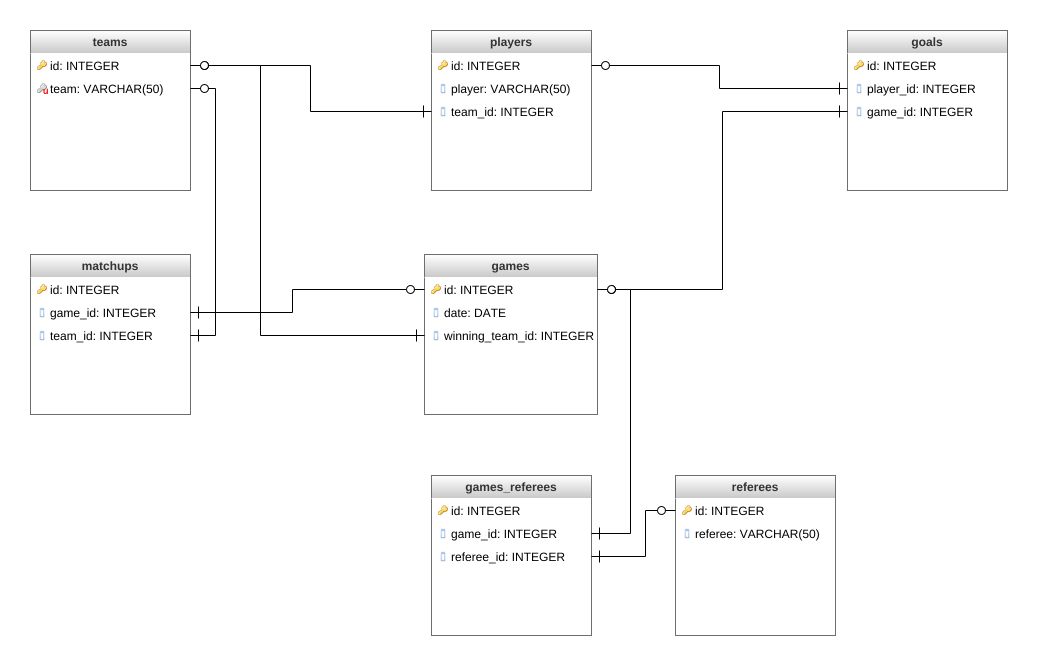 teams
id: INTEGER
team: VARCHAR(50)
players
id: INTEGER
player: VARCHAR(50)
team_id: INTEGER
goals
id: INTEGER
player_id: INTEGER
game_id: INTEGER
matchups
id: INTEGER
game_id: INTEGER
team_id: INTEGER
games
id: INTEGER
date: DATE
winning_team_id: INTEGER
games_referees
id: INTEGER
game_id: INTEGER
referee_id: INTEGER
referees
id: INTEGER
referee: VARCHAR(50)